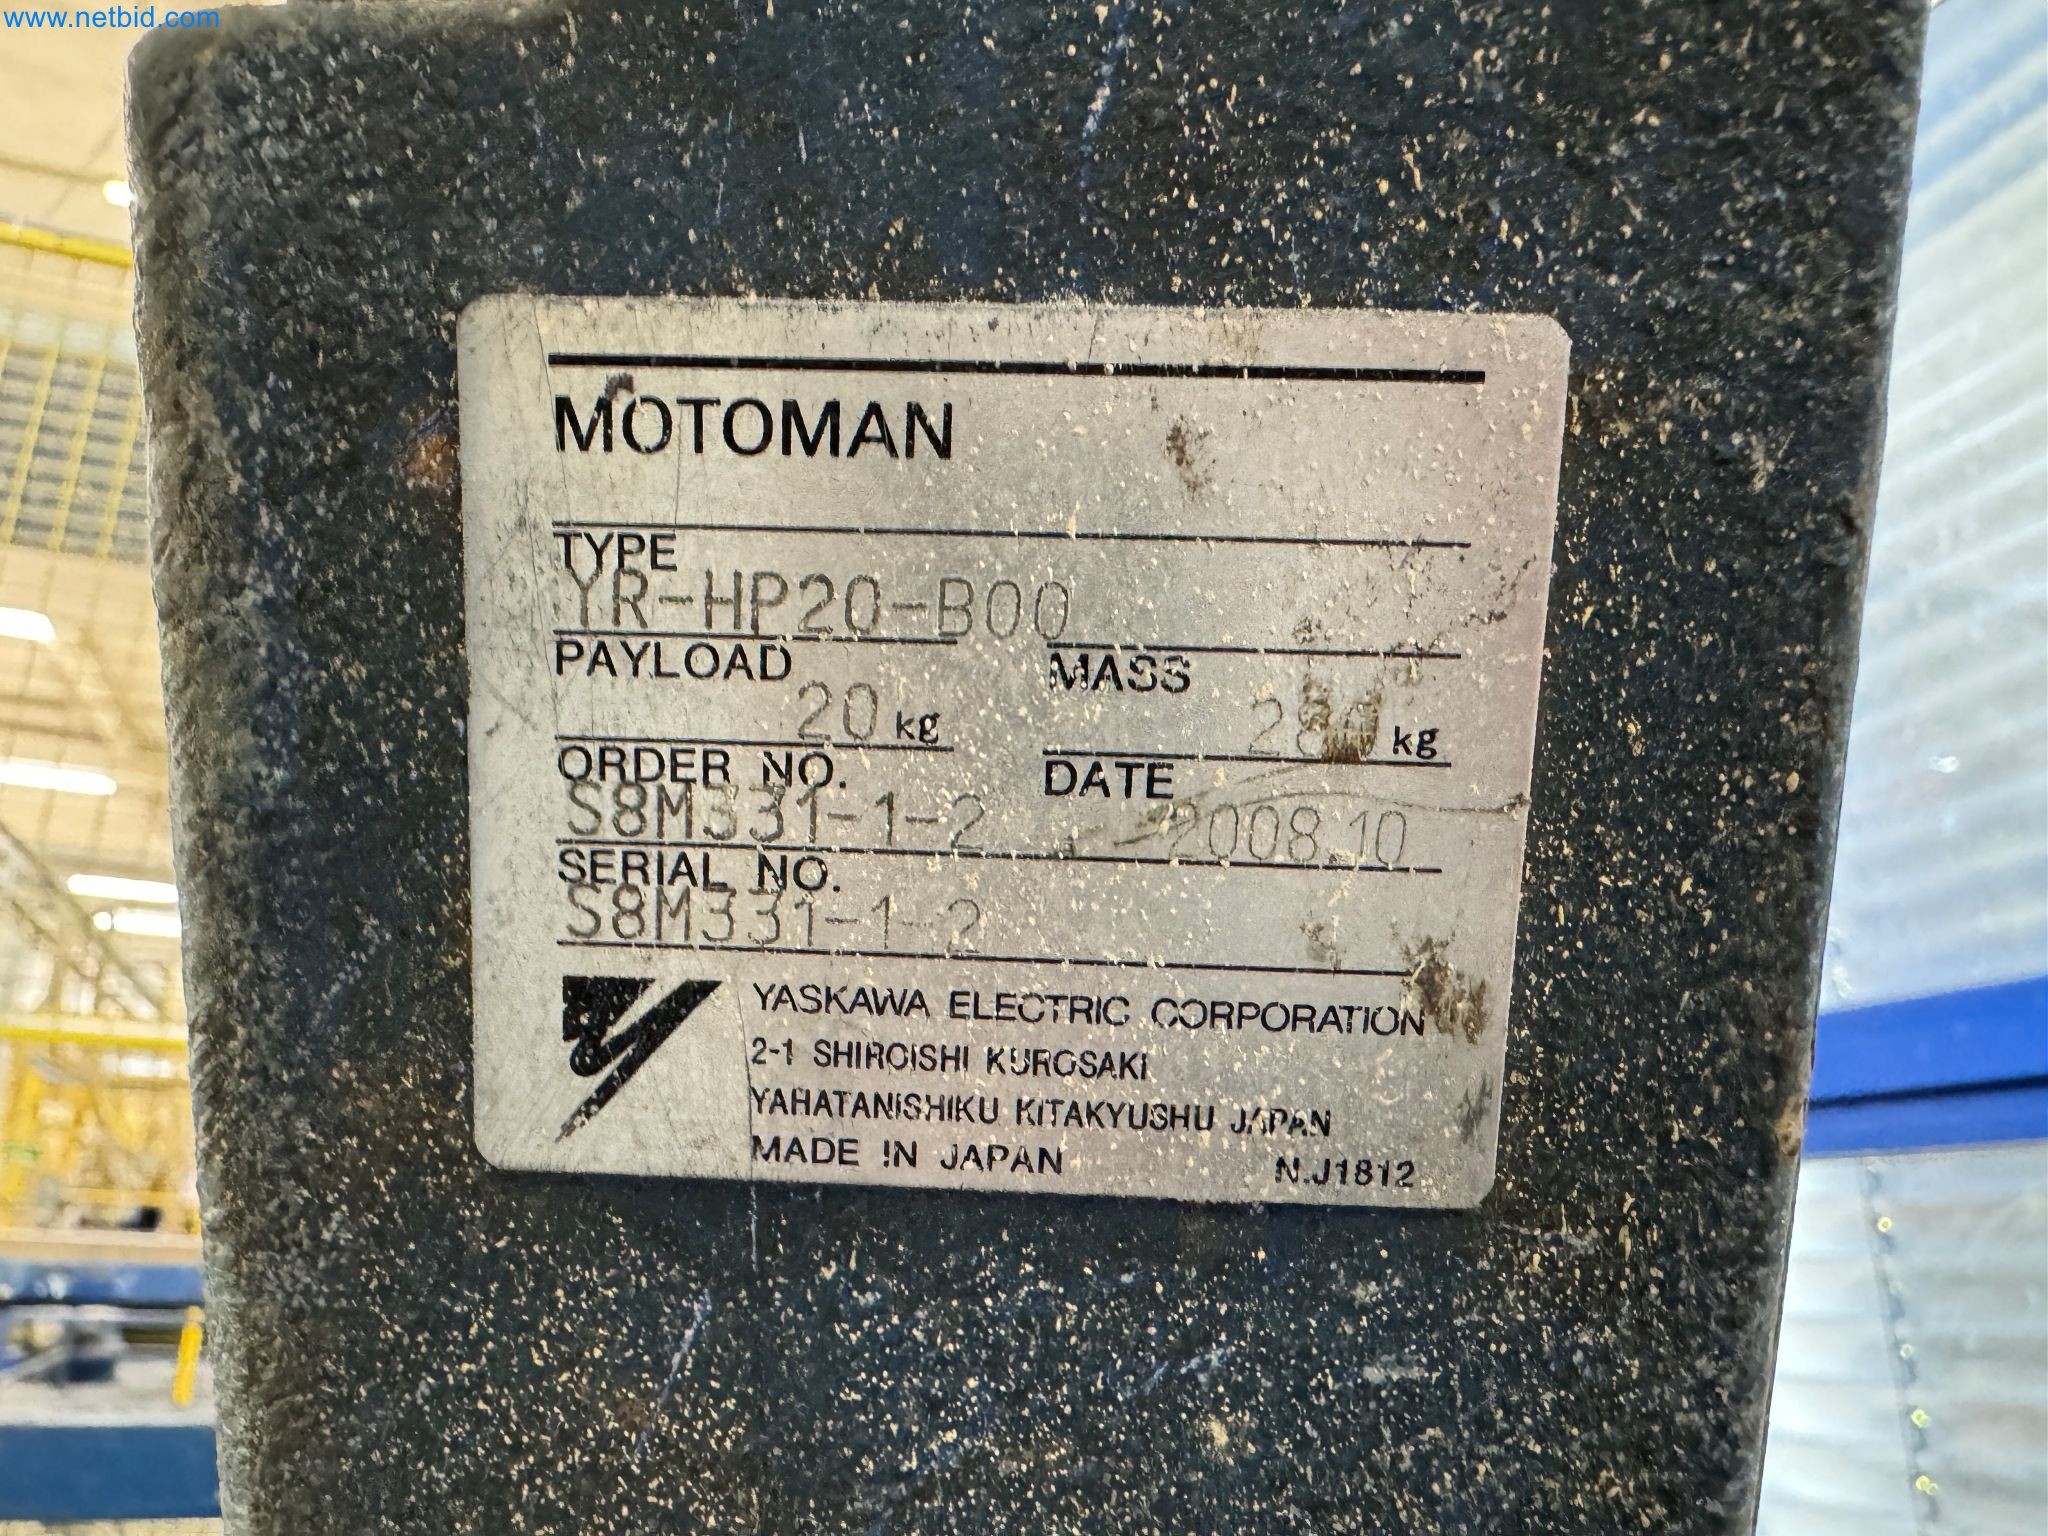 www.netbid.com
MOTOMAN
TYPE
YR-HP20-B00
PAYLOAD MASS
20 kg kg
ORDER NO. DATE
S8M331-1-2 2008.10
SERIAL NO.
S8M331-1-2
YASKAWA ELECTRIC CORPORATION
2-1 SHIROISHI KUROSAKI
YAHATANISHIKU KITAKYUSHU JAPAN
MADE IN JAPAN N.J1812